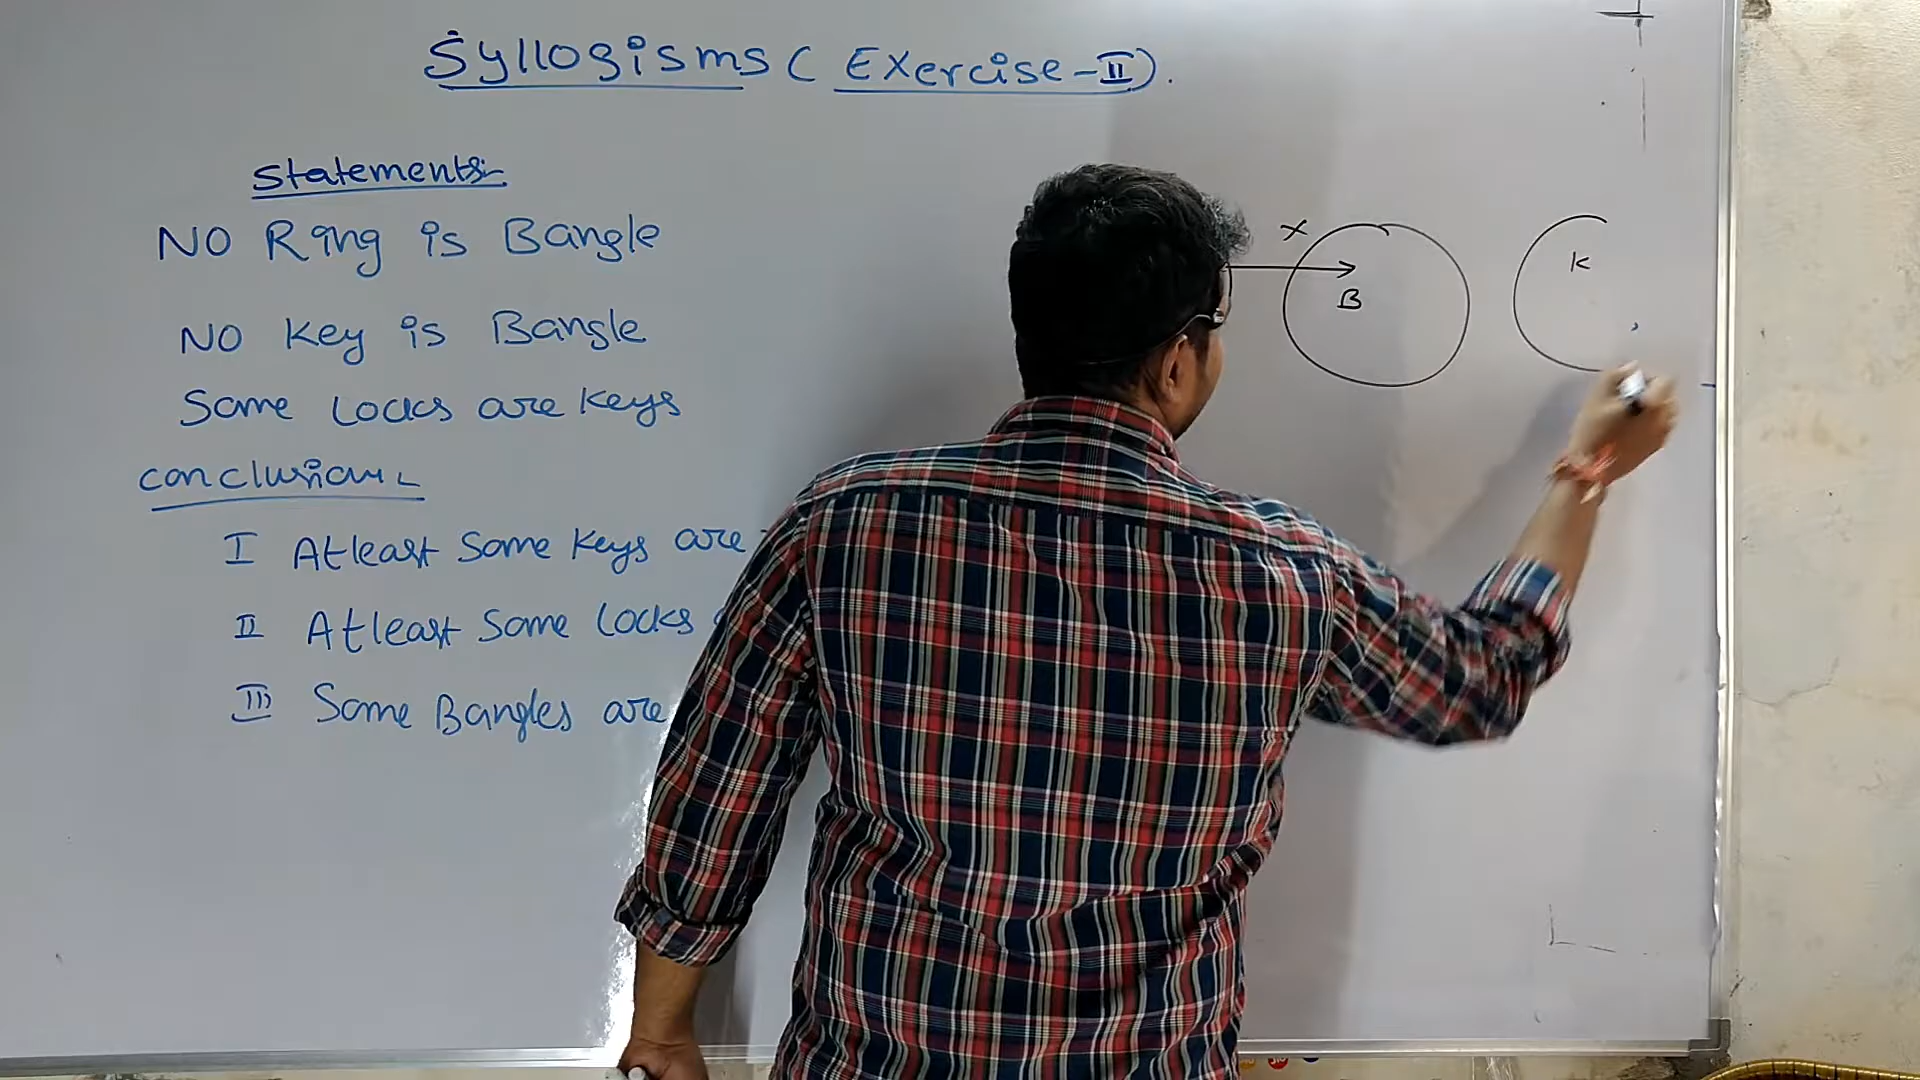 Syllogisms ( Exercise-II).
Statements:-
NO Ring is Bangle
NO Key is Bangle
Some Locks are Keys
I Atleast Some Keys are
II Atleast Some Locks
III Some Bangles are
X
B
K